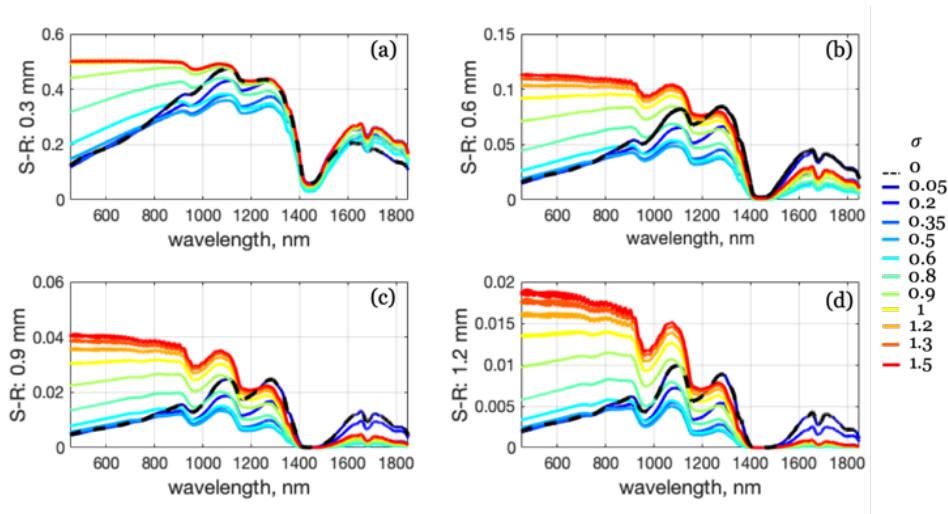 0.6
0.4
0.2
0
S-R: 0.3 mm
(a)
600 800 1000 1200 1400 1600 1800
wavelength, nm
0.15
0.1
0.05
0
S-R: 0.6 mm
(b)
600 800 1000 1200 1400 1600 1800
wavelength, nm
0.06
0.04
0.02
0
S-R: 0.9 mm
(c)
600 800 1000 1200 1400 1600 1800
wavelength, nm
0.02
0.015
0.01
0.005
0
S-R: 1.2 mm
(d)
600 800 1000 1200 1400 1600 1800
wavelength, nm
σ
0
0.05
0.2
0.35
0.5
0.6
0.8
0.9
1
1.2
1.3
1.5